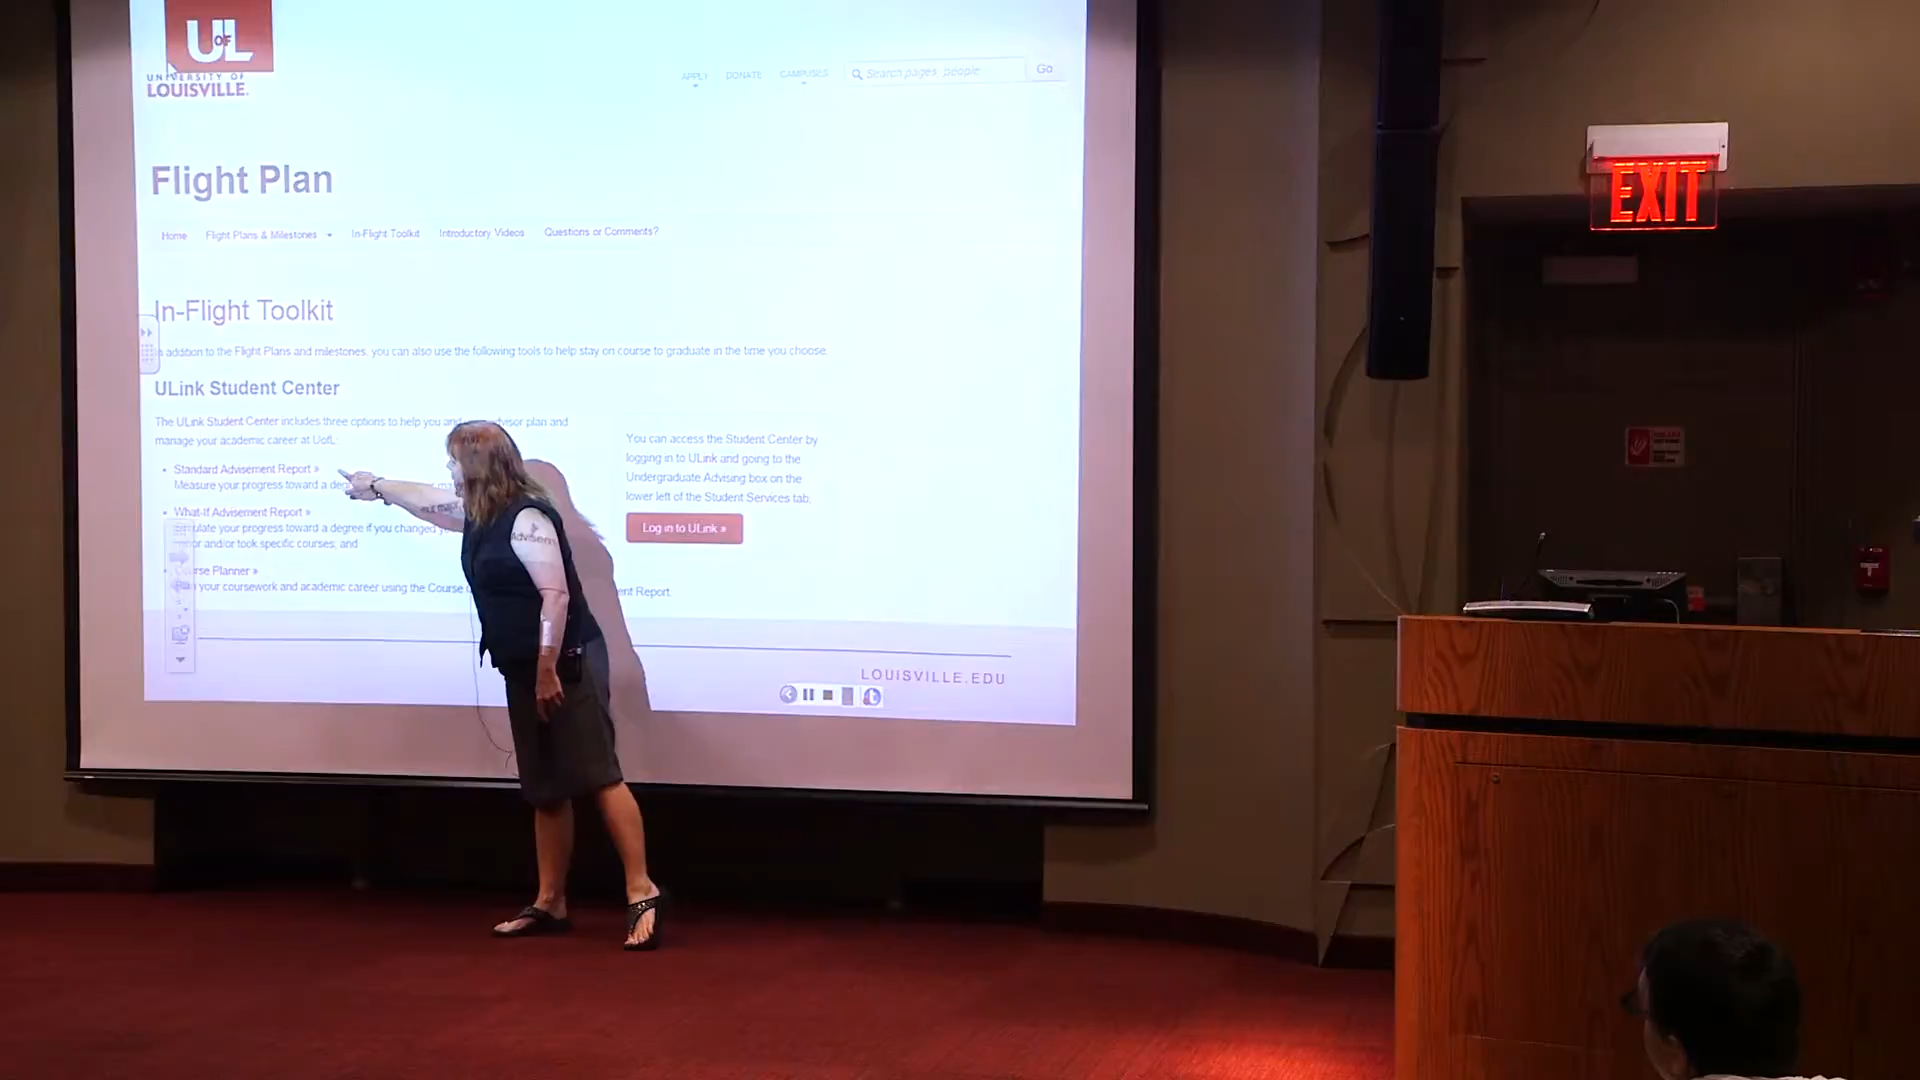 UofL
UNIVERSITY OF
LOUISVILLE.
APPLY DONATE CAMPUSES Search pages, people Go
Flight Plan
Home Flight Plans & Milestones In-Flight Toolkit Introductory Videos Questions or Comments?
In-Flight Toolkit
addition to the Flight Plans and milestones, you can also use the following tools to help stay on course to graduate in the time you choose.
ULink Student Center
The ULink Student Center includes three options to help you and advisor plan and
manage your academic career at UofL:
Standard Advisement Report »
Measure your progress toward a
What-If Advisement Report »
your progress toward a degree if you changed
and/or took specific courses; and
Planner »
your coursework and academic career using the Course
Report.
You can access the Student Center by
logging in to ULink and going to the
Undergraduate Advising box on the
lower left of the Student Services tab.
Log in to ULink »
LOUISVILLE.EDU
EXIT